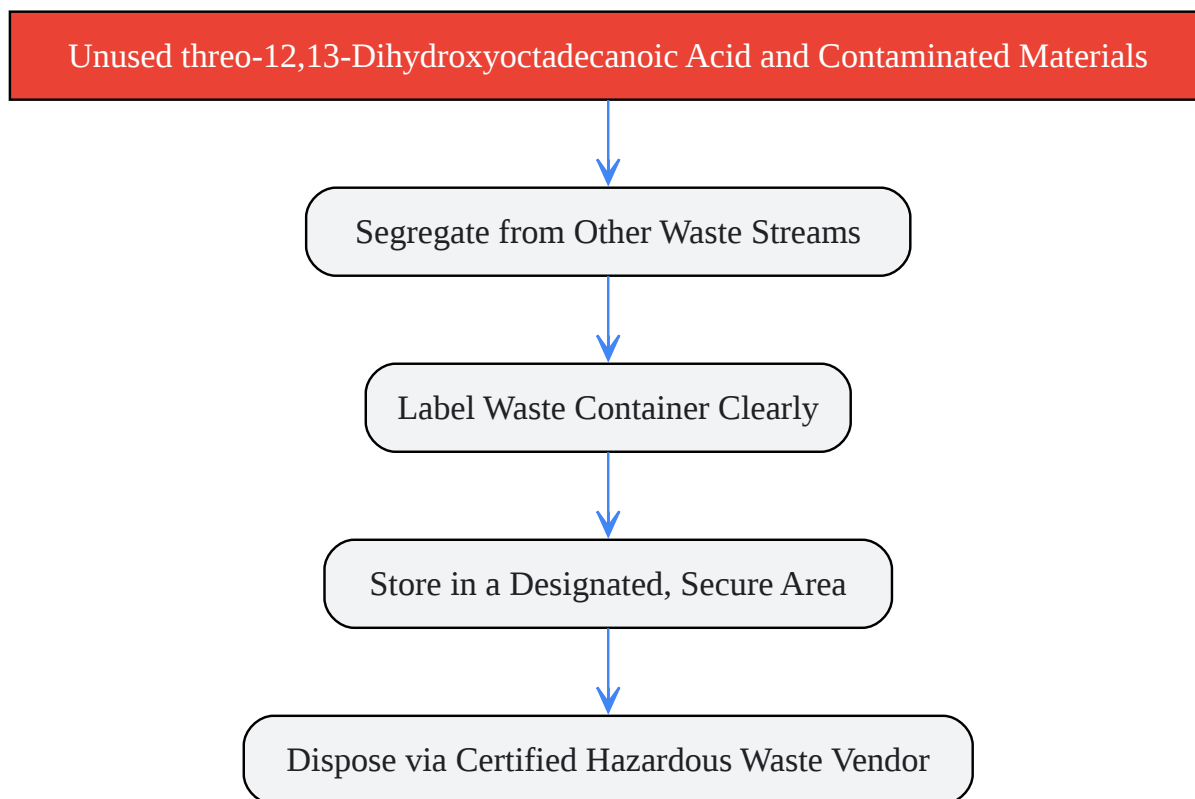 Unused threo-12,13-Dihydroxyoctadecanoic Acid and Contaminated Materials
Segregate from Other Waste Streams
Label Waste Container Clearly
Store in a Designated, Secure Area
Dispose via Certified Hazardous Waste Vendor